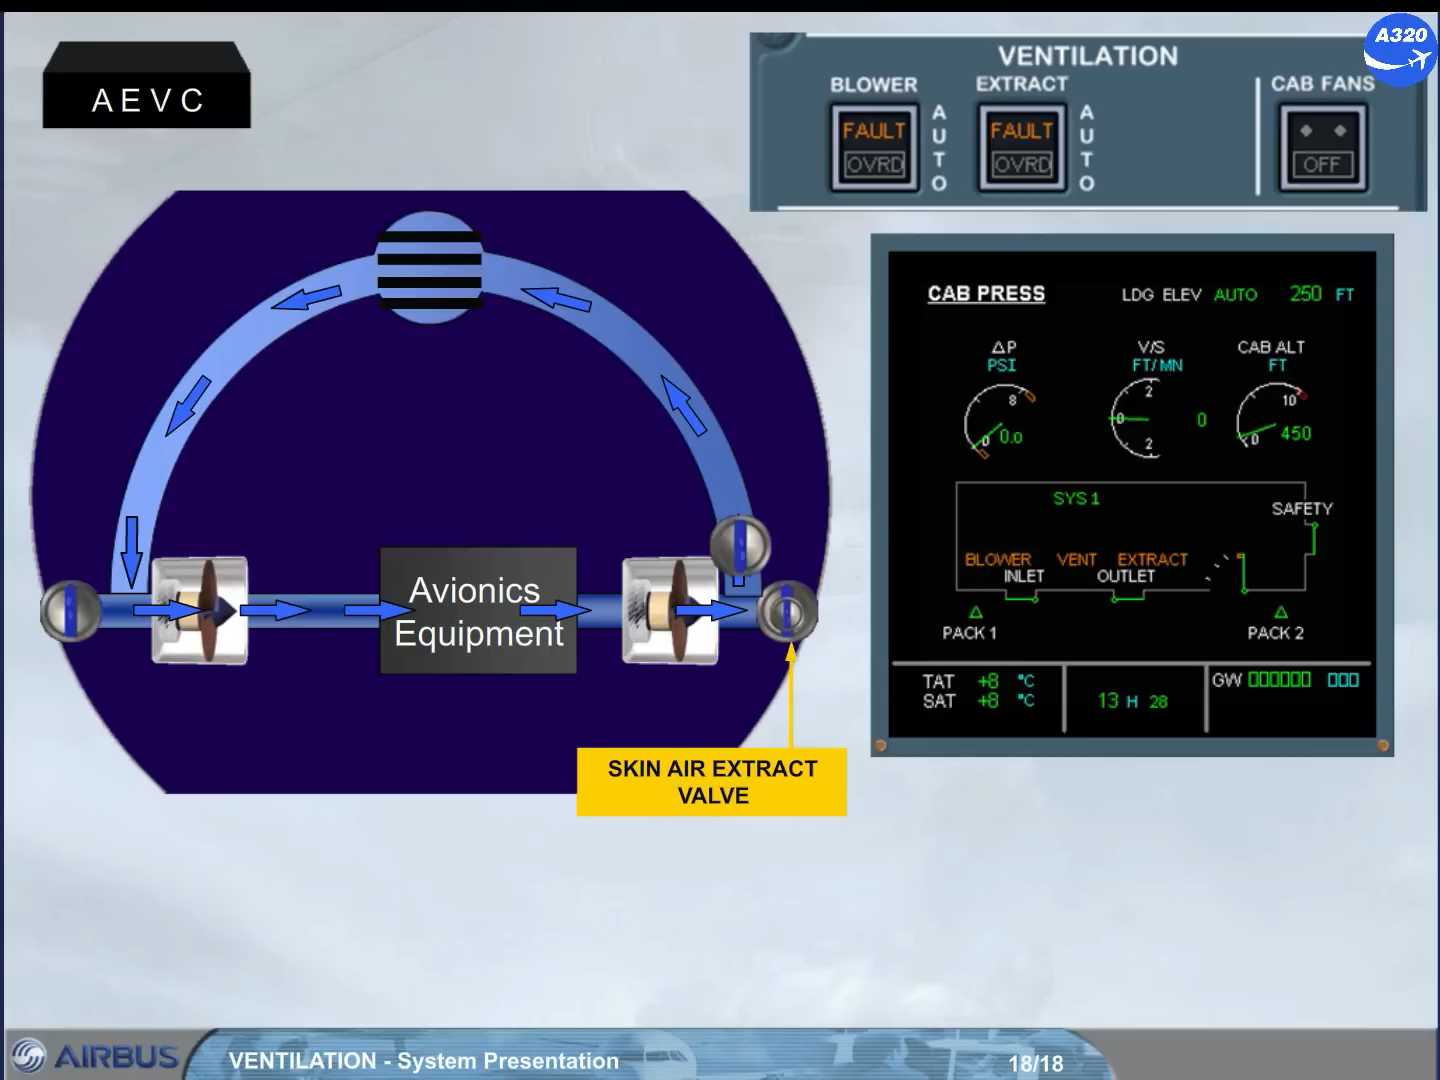 AEVC
VENTILATION
A320
BLOWER
EXTRACT
CAB FANS
FAULT
OVRD
AUTO
FAULT
OVRD
AUTO
OFF
CAB PRESS
LDG ELEV AUTO 250 FT
ΔP
PSI
8
0
0.0
V/S
FT/MN
2
0
2
0
CAB ALT
FT
10
0
450
SYS 1
SAFETY
BLOWER VENT EXTRACT
INLET OUTLET
PACK 1
PACK 2
TAT +8 °C
SAT +8 °C
13 H 28
GW
Avionics
Equipment
SKIN AIR EXTRACT
VALVE
AIRBUS
VENTILATION - System Presentation
18/18